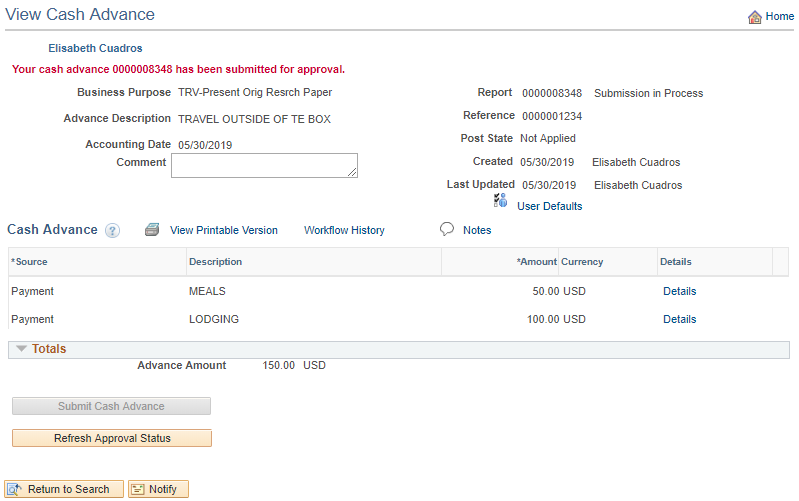 View Cash Advance
Home
Elisabeth Cuadros
Your cash advance 0000008348 has been submitted for approval.
Business Purpose TRV-Present Orig Resrch Paper
Report 0000008348 Submission in Process
Advance Description TRAVEL OUTSIDE OF TE BOX
Reference 0000001234
Accounting Date 05/30/2019
Post State Not Applied
Comment
Created 05/30/2019 Elisabeth Cuadros
Last Updated 05/30/2019 Elisabeth Cuadros
User Defaults
Cash Advance ? View Printable Version Workflow History Notes
*Source Description *Amount Currency Details
Payment MEALS 50.00 USD Details
Payment LODGING 100.00 USD Details
Totals
Advance Amount 150.00 USD
Submit Cash Advance
Refresh Approval Status
Return to Search Notify